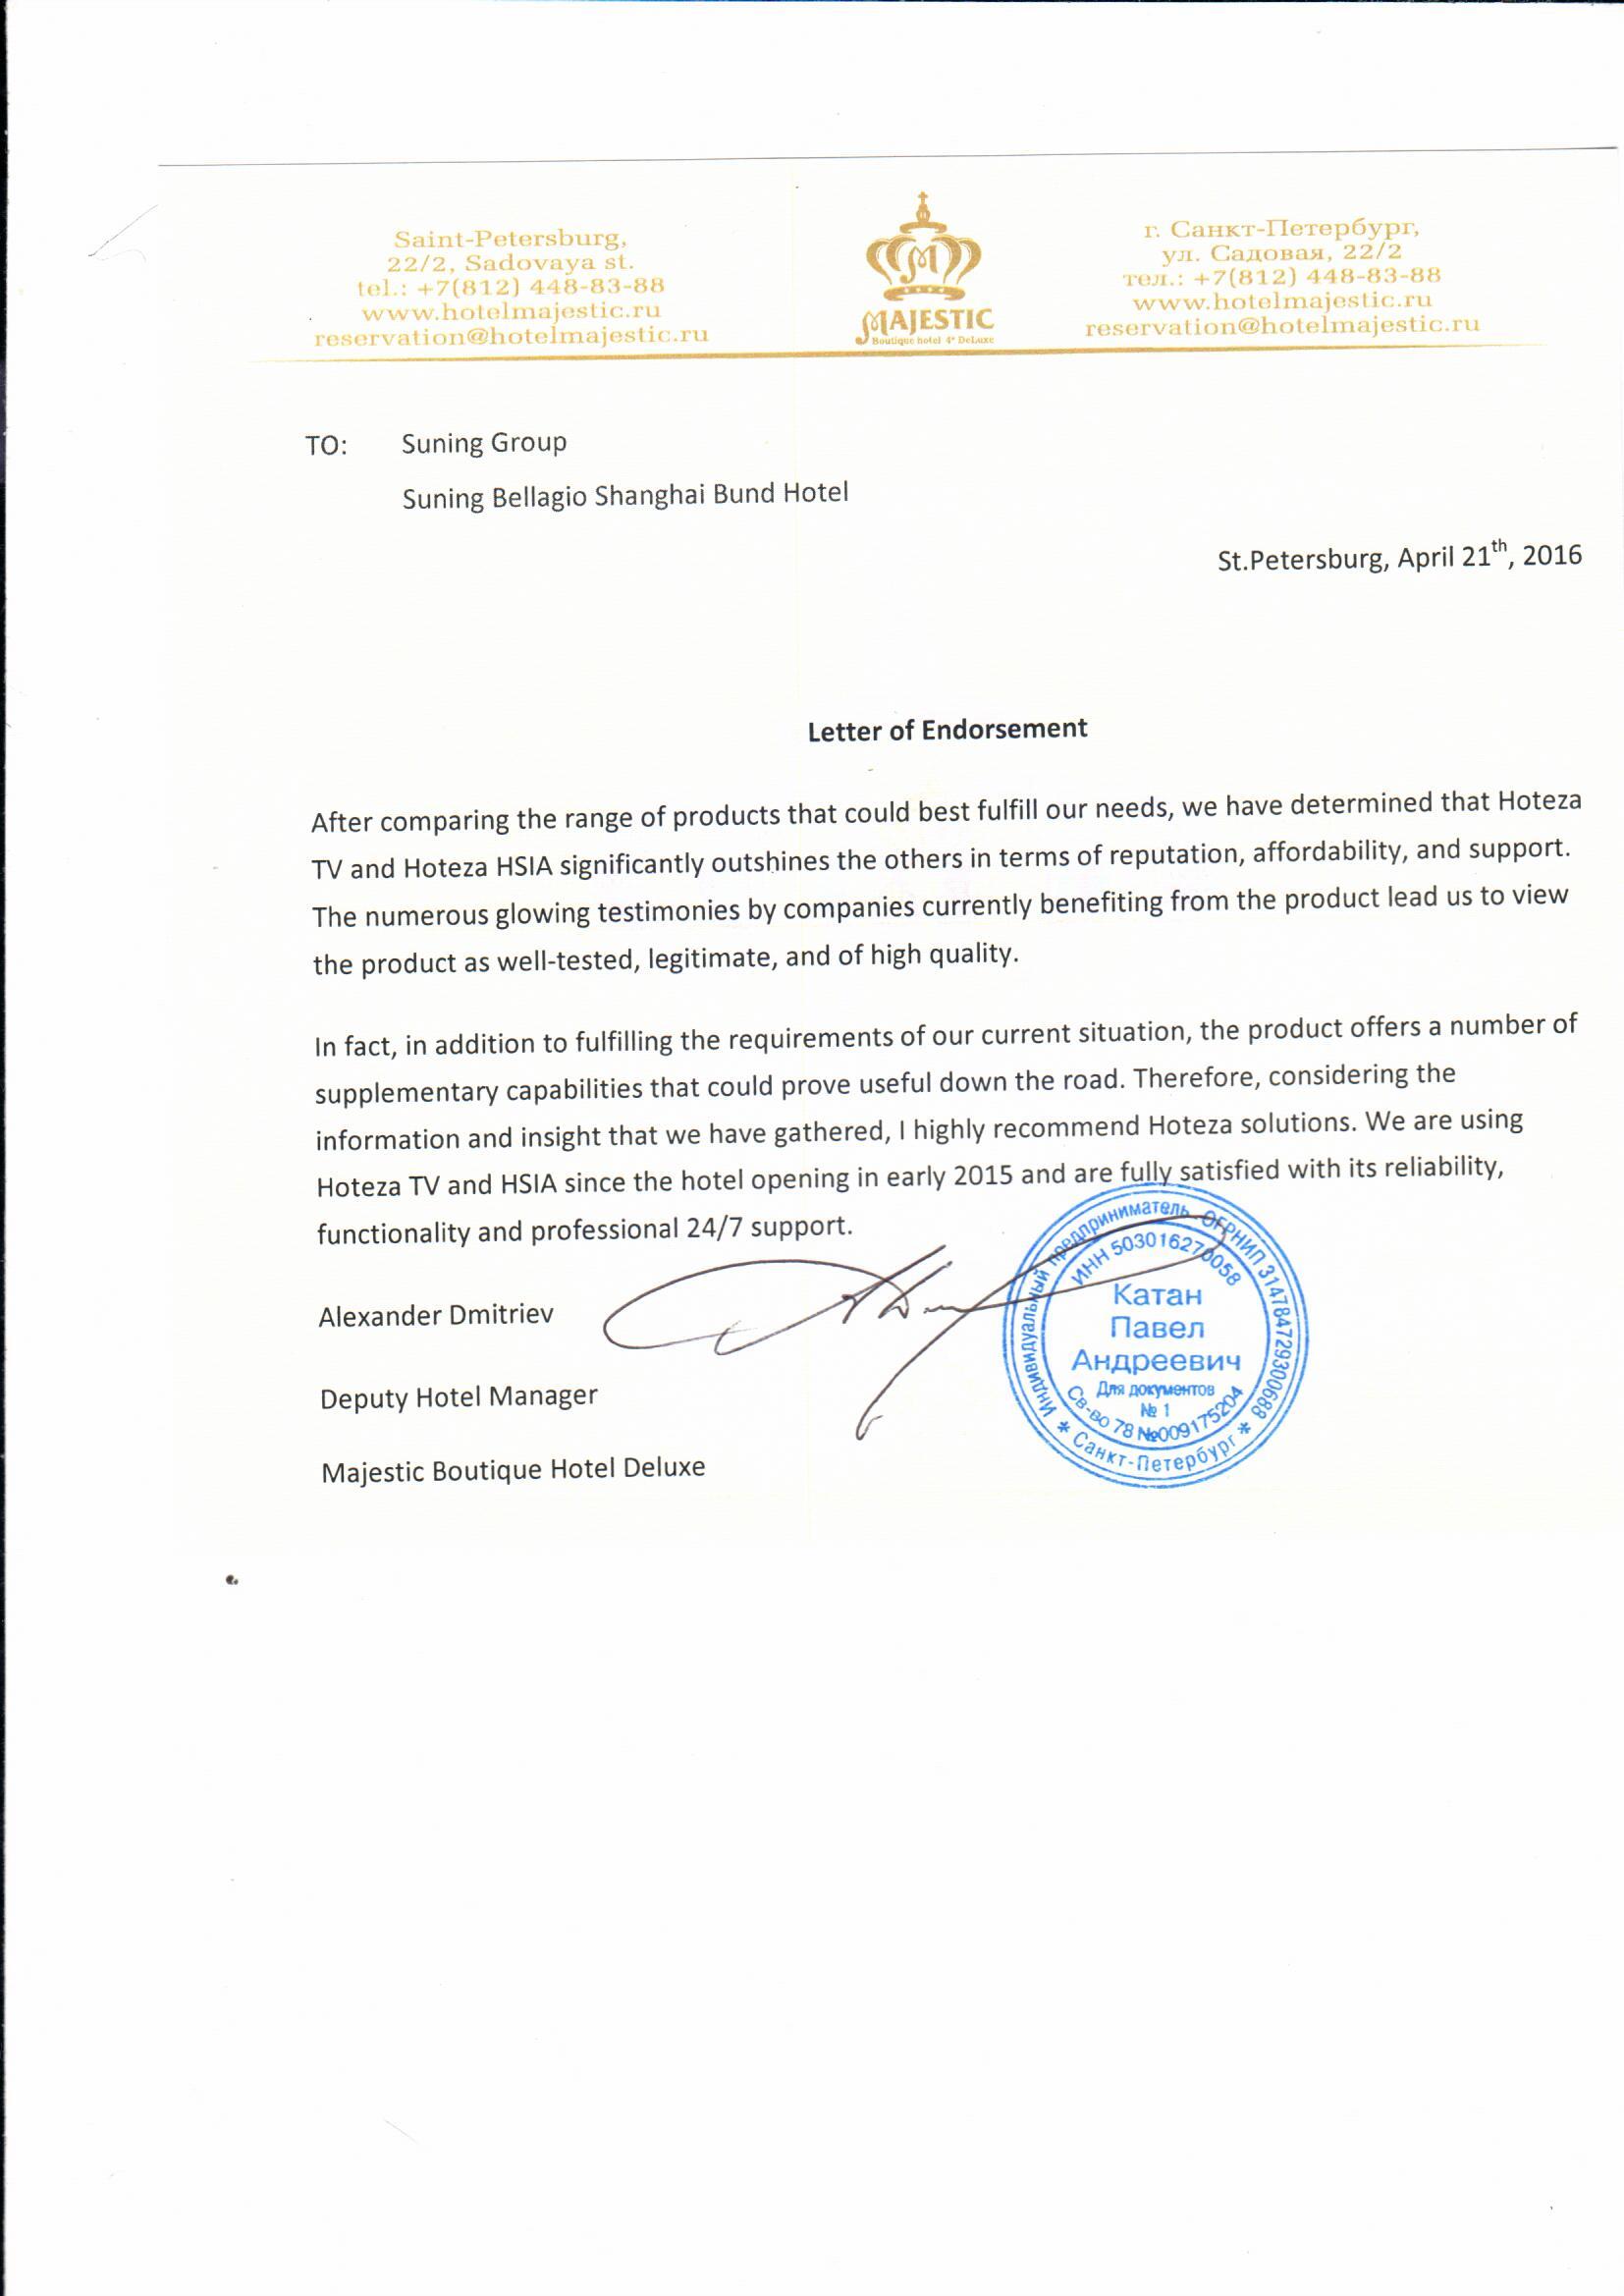 Saint-Petersburg,
22/2, Sadovaya st.
tel.: +7(812) 448-83-88
www.hotelmajestic.ru
reservation@hotelmajestic.ru
M
MAJESTIC
Boutique hotel 4* DeLuxe
г. Санкт-Петербург,
ул. Садовая, 22/2
тел.: +7(812) 448-83-88
www.hotelmajestic.ru
reservation@hotelmajestic.ru
TO: Suning Group
Suning Bellagio Shanghai Bund Hotel
St.Petersburg, April 21th, 2016
Letter of Endorsement
After comparing the range of products that could best fulfill our needs, we have determined that Hoteza
TV and Hoteza HSIA significantly outshines the others in terms of reputation, affordability, and support.
The numerous glowing testimonies by companies currently benefiting from the product lead us to view
the product as well-tested, legitimate, and of high quality.
In fact, in addition to fulfilling the requirements of our current situation, the product offers a number of
supplementary capabilities that could prove useful down the road. Therefore, considering the
information and insight that we have gathered, I highly recommend Hoteza solutions. We are using
Hoteza TV and HSIA since the hotel opening in early 2015 and are fully satisfied with its reliability,
functionality and professional 24/7 support.
Alexander Dmitriev
Deputy Hotel Manager
Majestic Boutique Hotel Deluxe
Индивидуальный предприниматель ОГРНИП 314784729300688
ИНН 503016270058
Катан
Павел
Андреевич
Для документов
№ 1
Св-во 78 №009175204
* Санкт-Петербург *